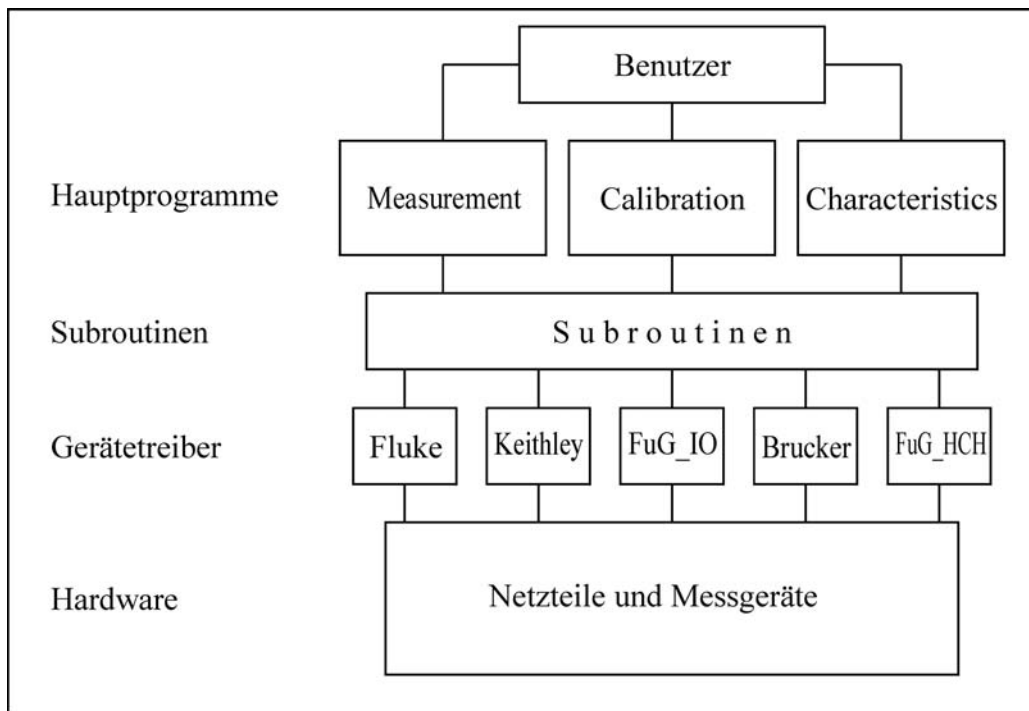 Benutzer
Hauptprogramme
Measurement
Calibration
Characteristics
Subroutinen
S u b r o u t i n e n
Gerätetreiber
Fluke
Keithley
FuG_IO
Brucker
FuG_HCH
Hardware
Netzteile und Messgeräte